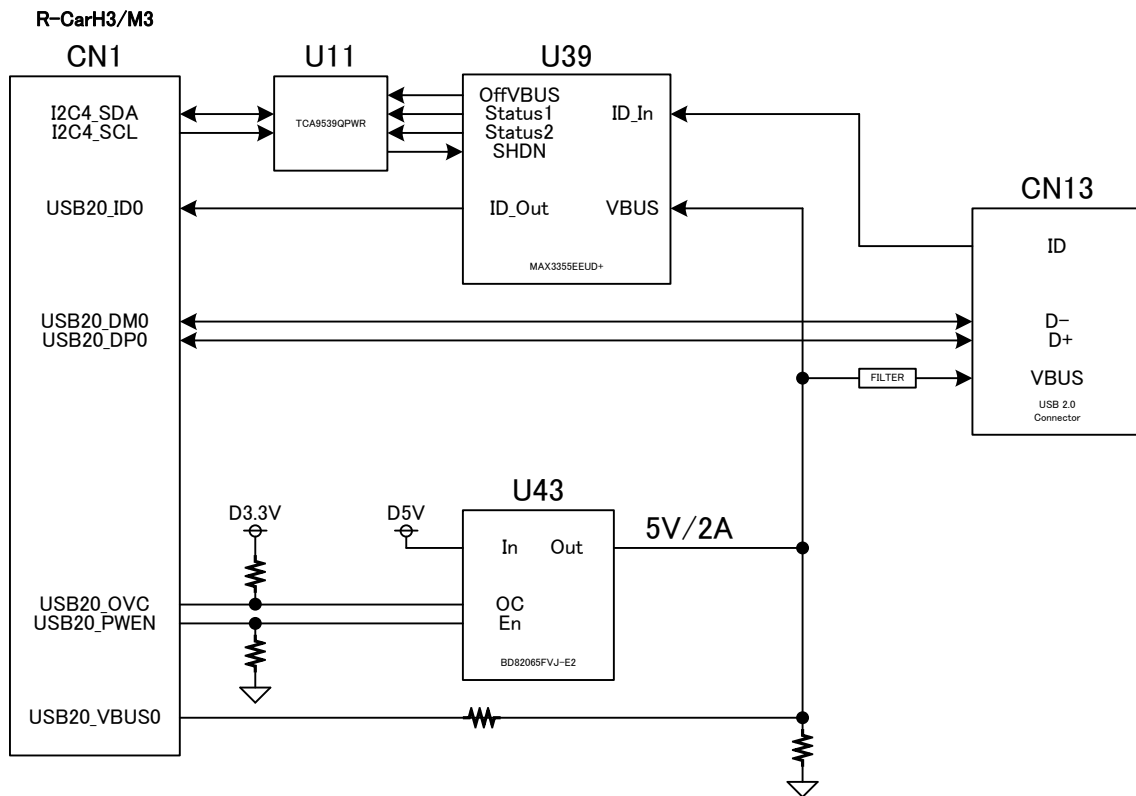 R-CarH3/M3
CN1
U11
U39
I2C4_SDA
I2C4_SCL
TCA9539QPWR
OffVBUS
Status1
Status2
SHDN
ID_In
USB20_ID0
ID_Out
VBUS
MAX3355EEUD+
CN13
ID
USB20_DM0
USB20_DP0
D-
D+
FILTER
VBUS
USB 2.0
Connector
U43
D3.3V
D5V
5V/2A
In
Out
USB20_OVC
USB20_PWEN
OC
En
BD82065FVJ-E2
USB20_VBUS0